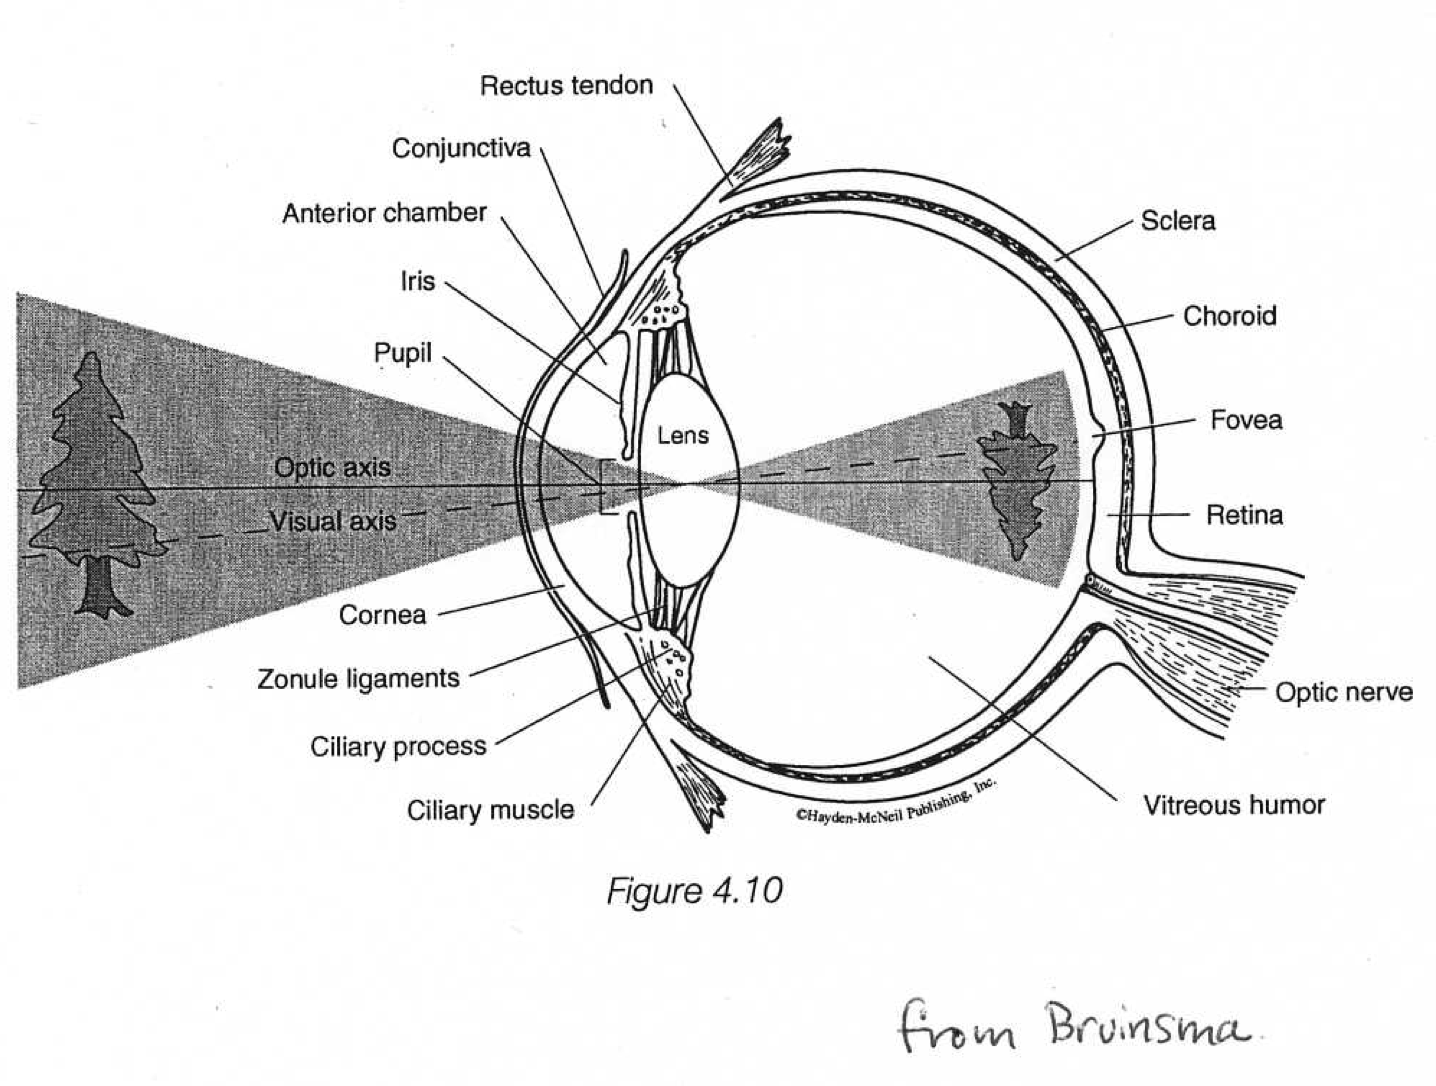 Rectus tendon
Conjunctiva
Anterior chamber
Sclera
Iris
Choroid
Pupil
Fovea
Lens
Optic axis
Visual axis
Retina
Cornea
Zonule ligaments
Optic nerve
Ciliary process
Ciliary muscle
Vitreous humor
©Hayden-McNeil Publishing, Inc.
Figure 4.10
from Bruinsma.